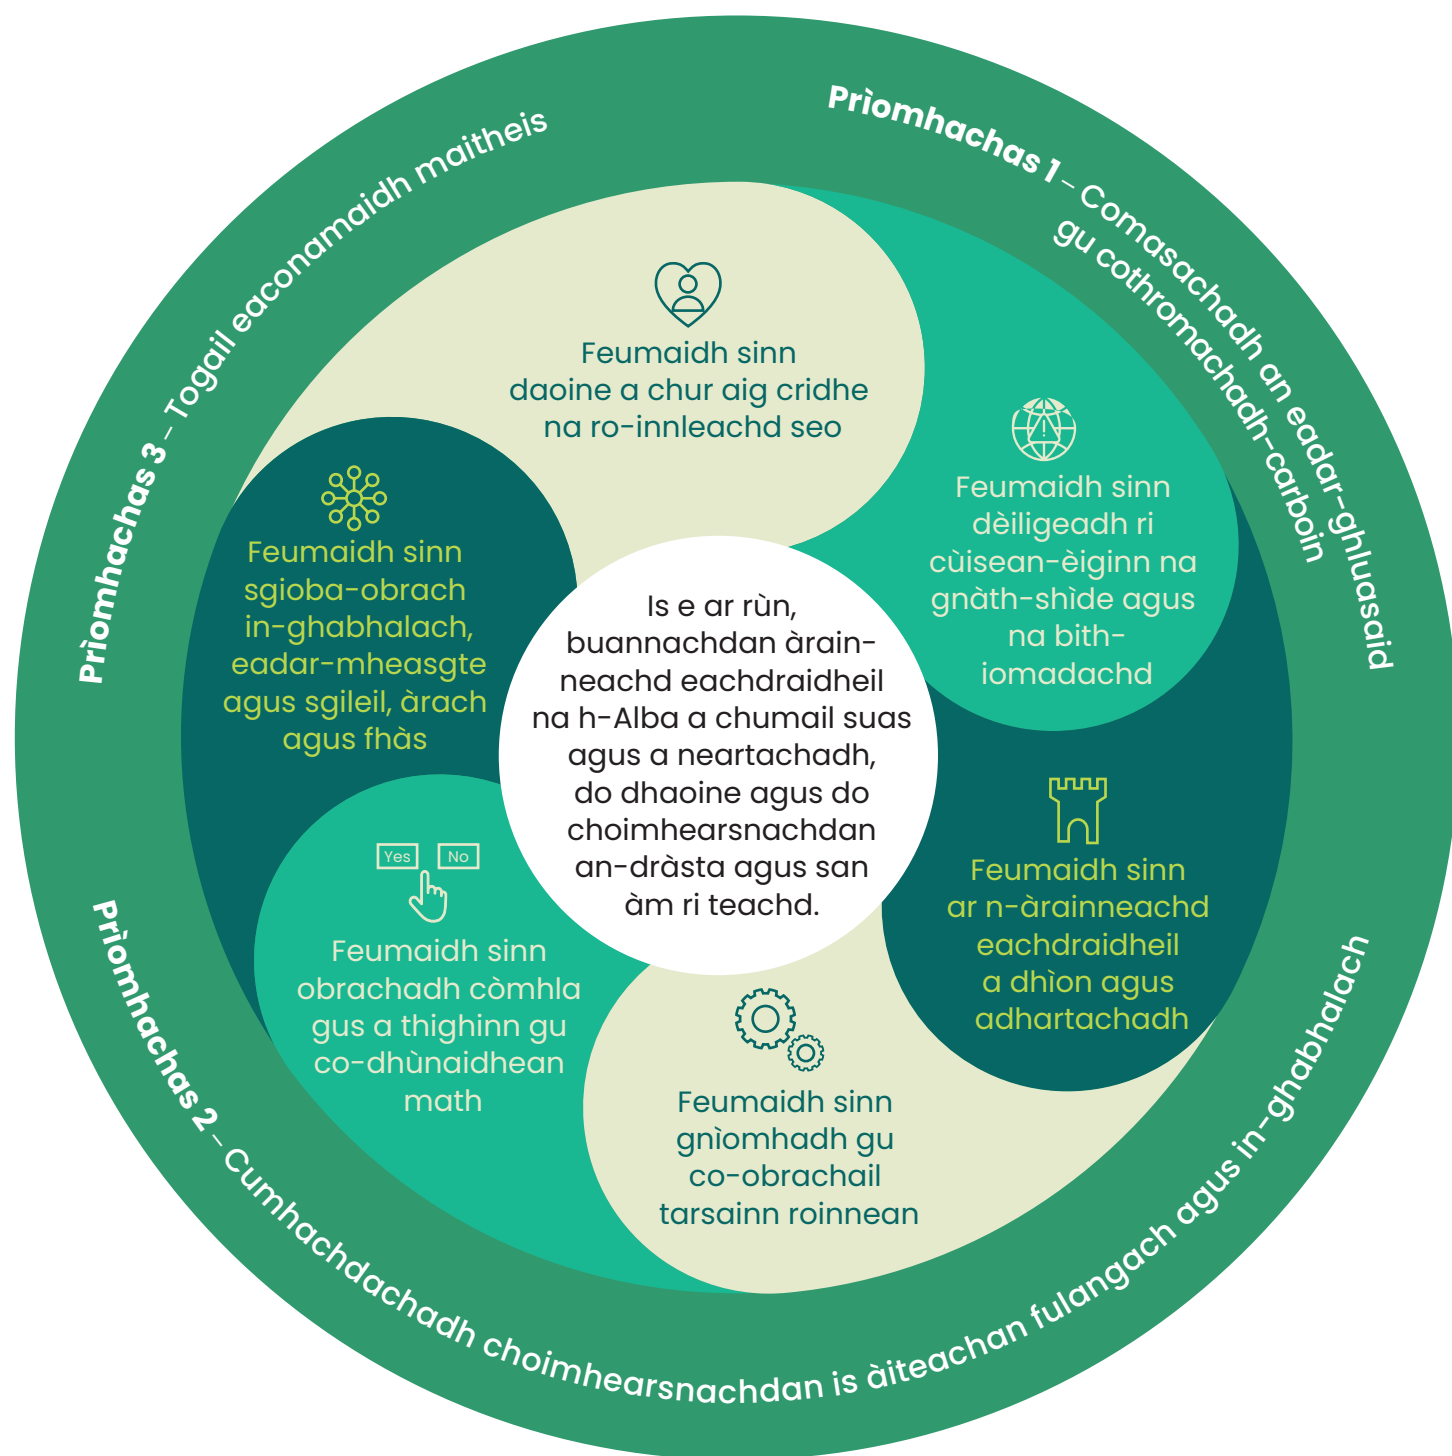 Prìomhachas 1 – Comasachadh an eadar-ghluasaid
gu cothromachadh-carboin
Prìomhachas 2 – Cumhachdachadh choimhearsnachdan is àiteachan fulangach agus in-ghabhalach
Prìomhachas 3 – Togail eaconamaidh maitheis
Feumaidh sinn
daoine a chur aig cridhe
na ro-innleachd seo
Feumaidh sinn
dèiligeadh ri
cùisean-èiginn na
gnàth-shìde agus
na bith-
iomadachd
Feumaidh sinn
ar n-àrainneachd
eachdraidheil
a dhìon agus
adhartachadh
Feumaidh sinn
gnìomhadh gu
co-obrachail
tarsainn roinnean
Yes No
Feumaidh sinn
obrachadh còmhla
gus a thighinn gu
co-dhùnaidhean
math
Feumaidh sinn
sgioba-obrach
in-ghabhalach,
eadar-mheasgte
agus sgileil, àrach
agus fhàs
Is e ar rùn,
buannachdan àrain-
neachd eachdraidheil
na h-Alba a chumail suas
agus a neartachadh,
do dhaoine agus do
choimhearsnachdan
an-dràsta agus san
àm ri teachd.